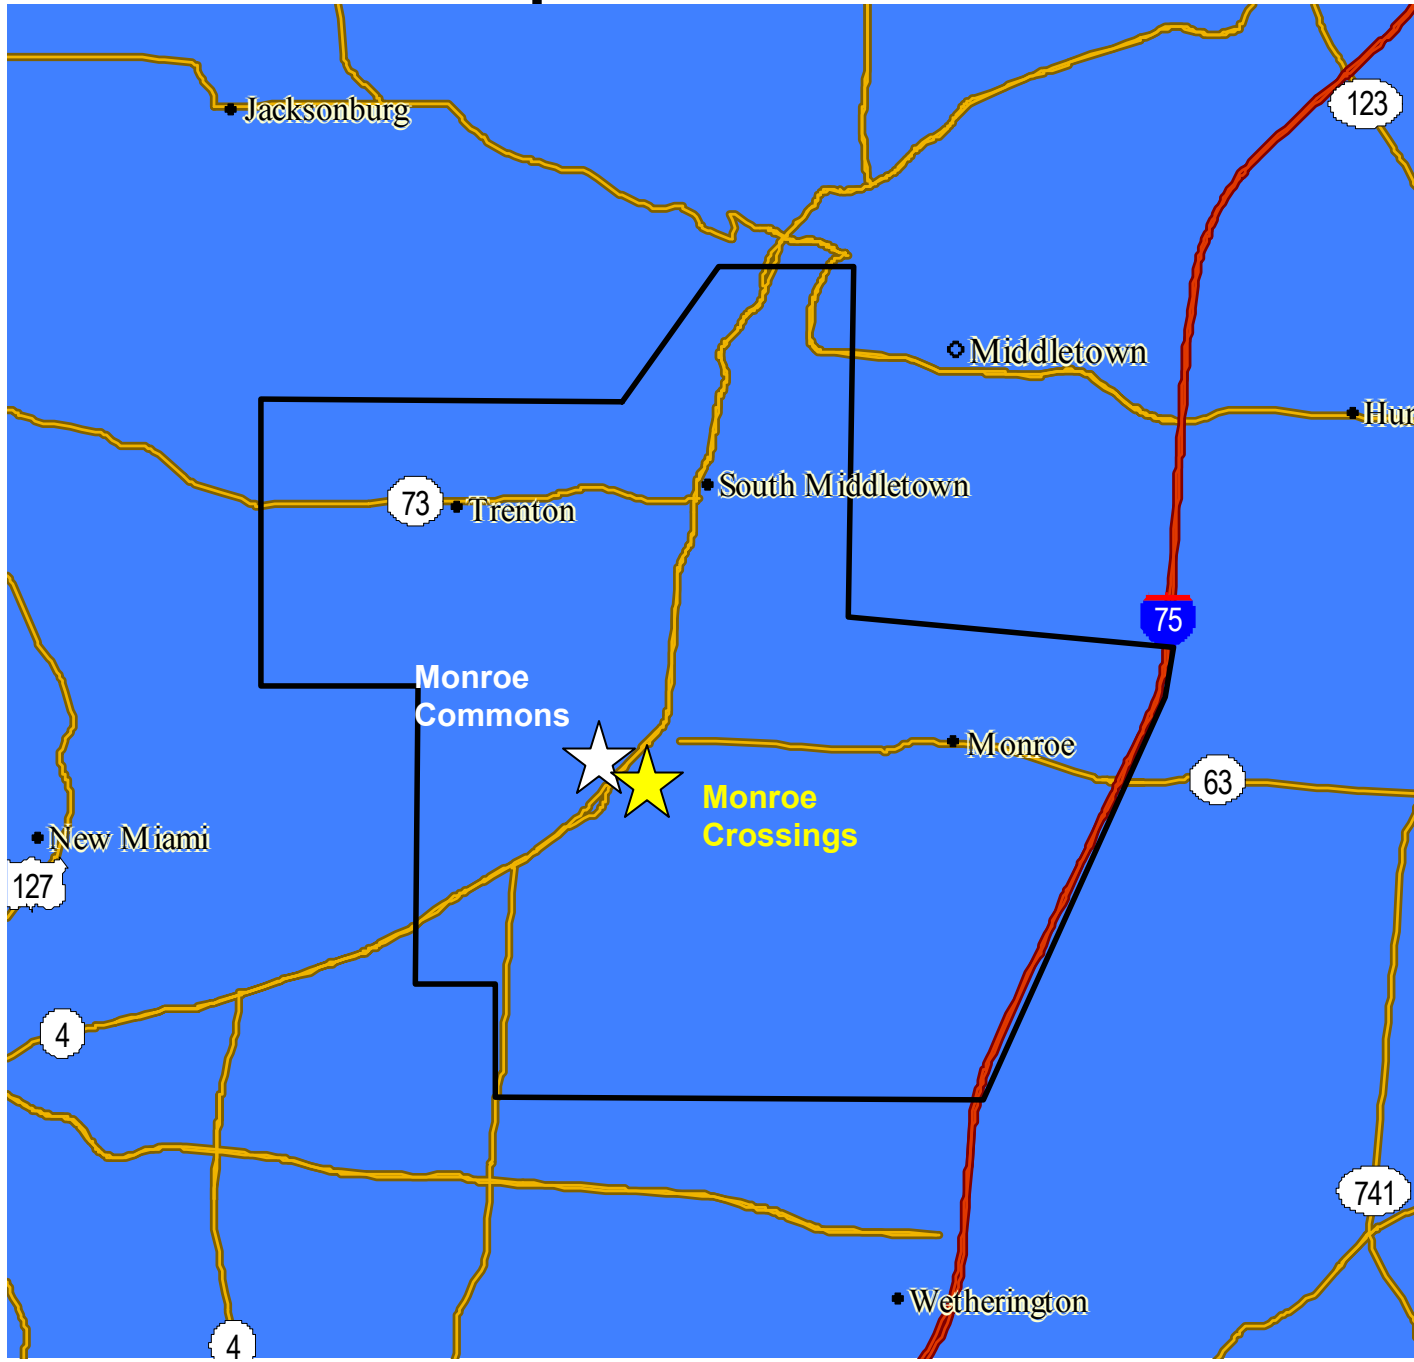 123
Jacksonburg
Middletown
Hur
South Middletown
73
Trenton
75
Monroe
Commons
Monroe
63
Monroe
Crossings
New Miami
127
4
741
Wetherington
4